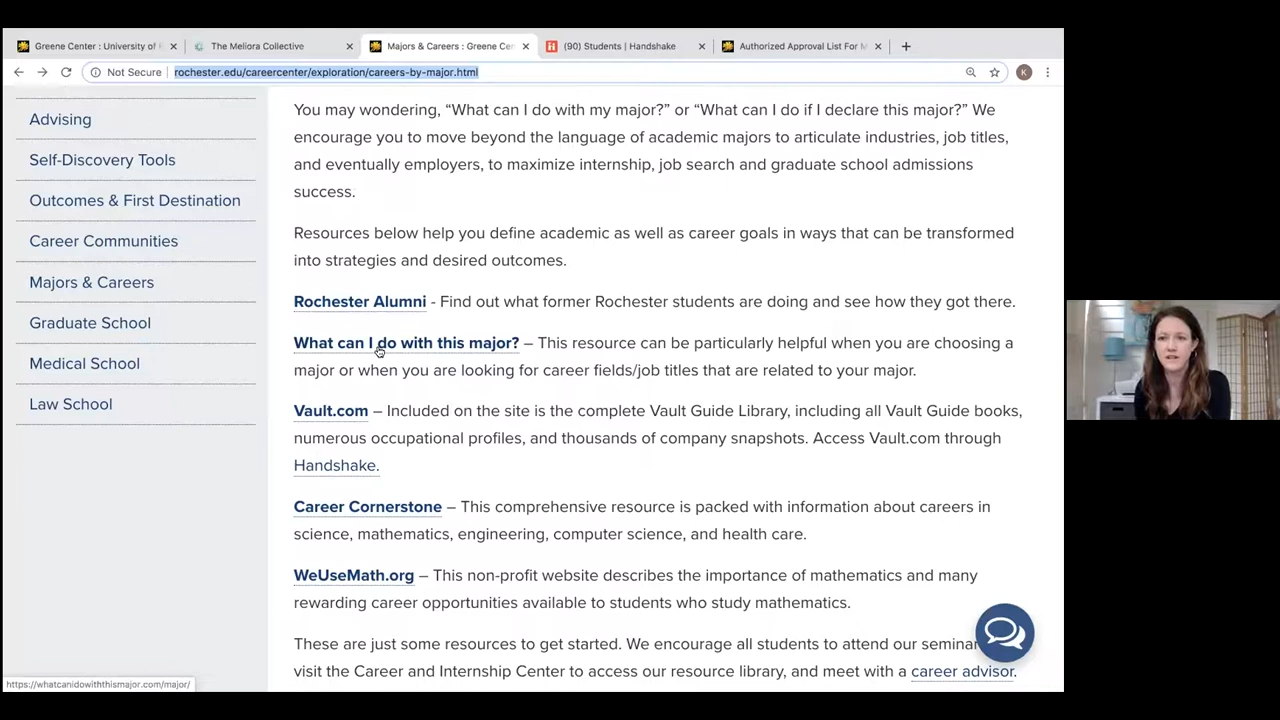 Greene Center : University of R
The Meliora Collective
Majors & Careers : Greene Cen
(90) Students | Handshake
Authorized Approval List For M
Not Secure
rochester.edu/careercenter/exploration/careers-by-major.html
K
Advising
Self-Discovery Tools
Outcomes & First Destination
Career Communities
Majors & Careers
Graduate School
Medical School
Law School
You may wondering, “What can I do with my major?” or “What can I do if I declare this major?” We
encourage you to move beyond the language of academic majors to articulate industries, job titles,
and eventually employers, to maximize internship, job search and graduate school admissions
success.
Resources below help you define academic as well as career goals in ways that can be transformed
into strategies and desired outcomes.
Rochester Alumni - Find out what former Rochester students are doing and see how they got there.
What can I do with this major? – This resource can be particularly helpful when you are choosing a
major or when you are looking for career fields/job titles that are related to your major.
Vault.com – Included on the site is the complete Vault Guide Library, including all Vault Guide books,
numerous occupational profiles, and thousands of company snapshots. Access Vault.com through
Handshake.
Career Cornerstone – This comprehensive resource is packed with information about careers in
science, mathematics, engineering, computer science, and health care.
WeUseMath.org – This non-profit website describes the importance of mathematics and many
rewarding career opportunities available to students who study mathematics.
These are just some resources to get started. We encourage all students to attend our seminar
visit the Career and Internship Center to access our resource library, and meet with a career advisor.
https://whatcanidowiththismajor.com/major/